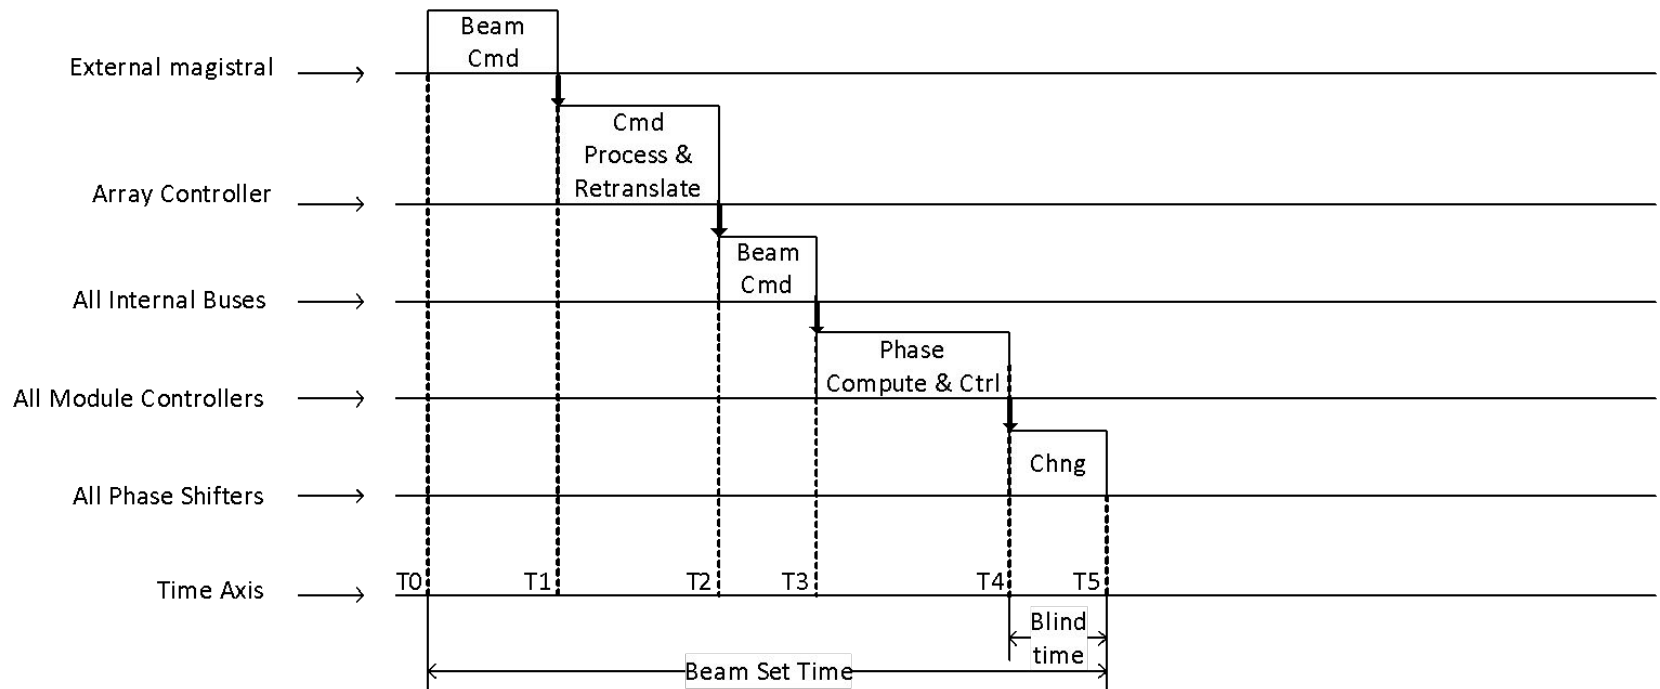 Beam
Cmd
External magistral
Cmd
Process &
Retranslate
Array Controller
Beam
Cmd
All Internal Buses
Phase
Compute & Ctrl
All Module Controllers
Chng
All Phase Shifters
Time Axis
T0
T1
T2
T3
T4
T5
Blind
time
Beam Set Time